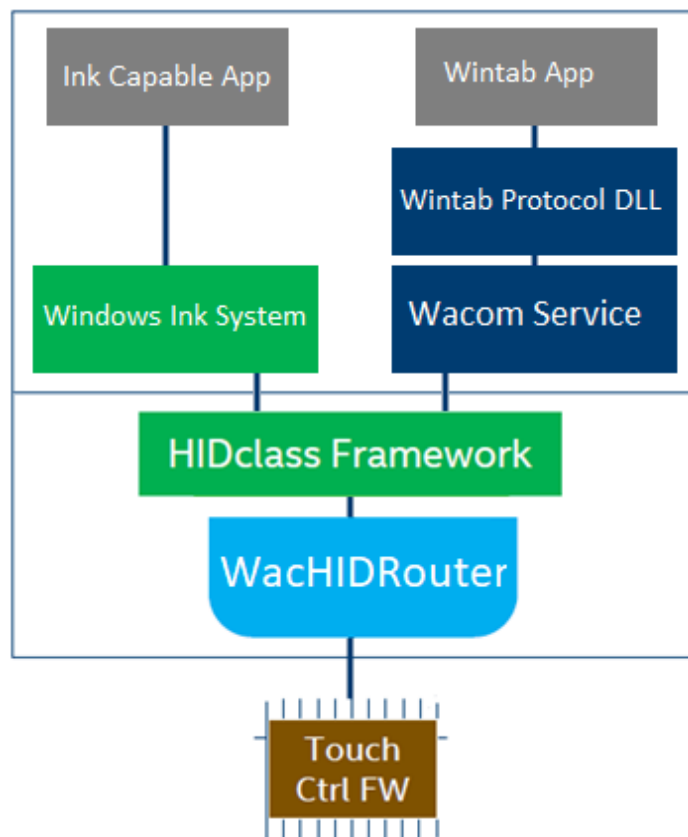 Ink Capable App
Wintab App
Wintab Protocol DLL
Windows Ink System
Wacom Service
HIDclass Framework
WacHIDRouter
Touch
Ctrl FW